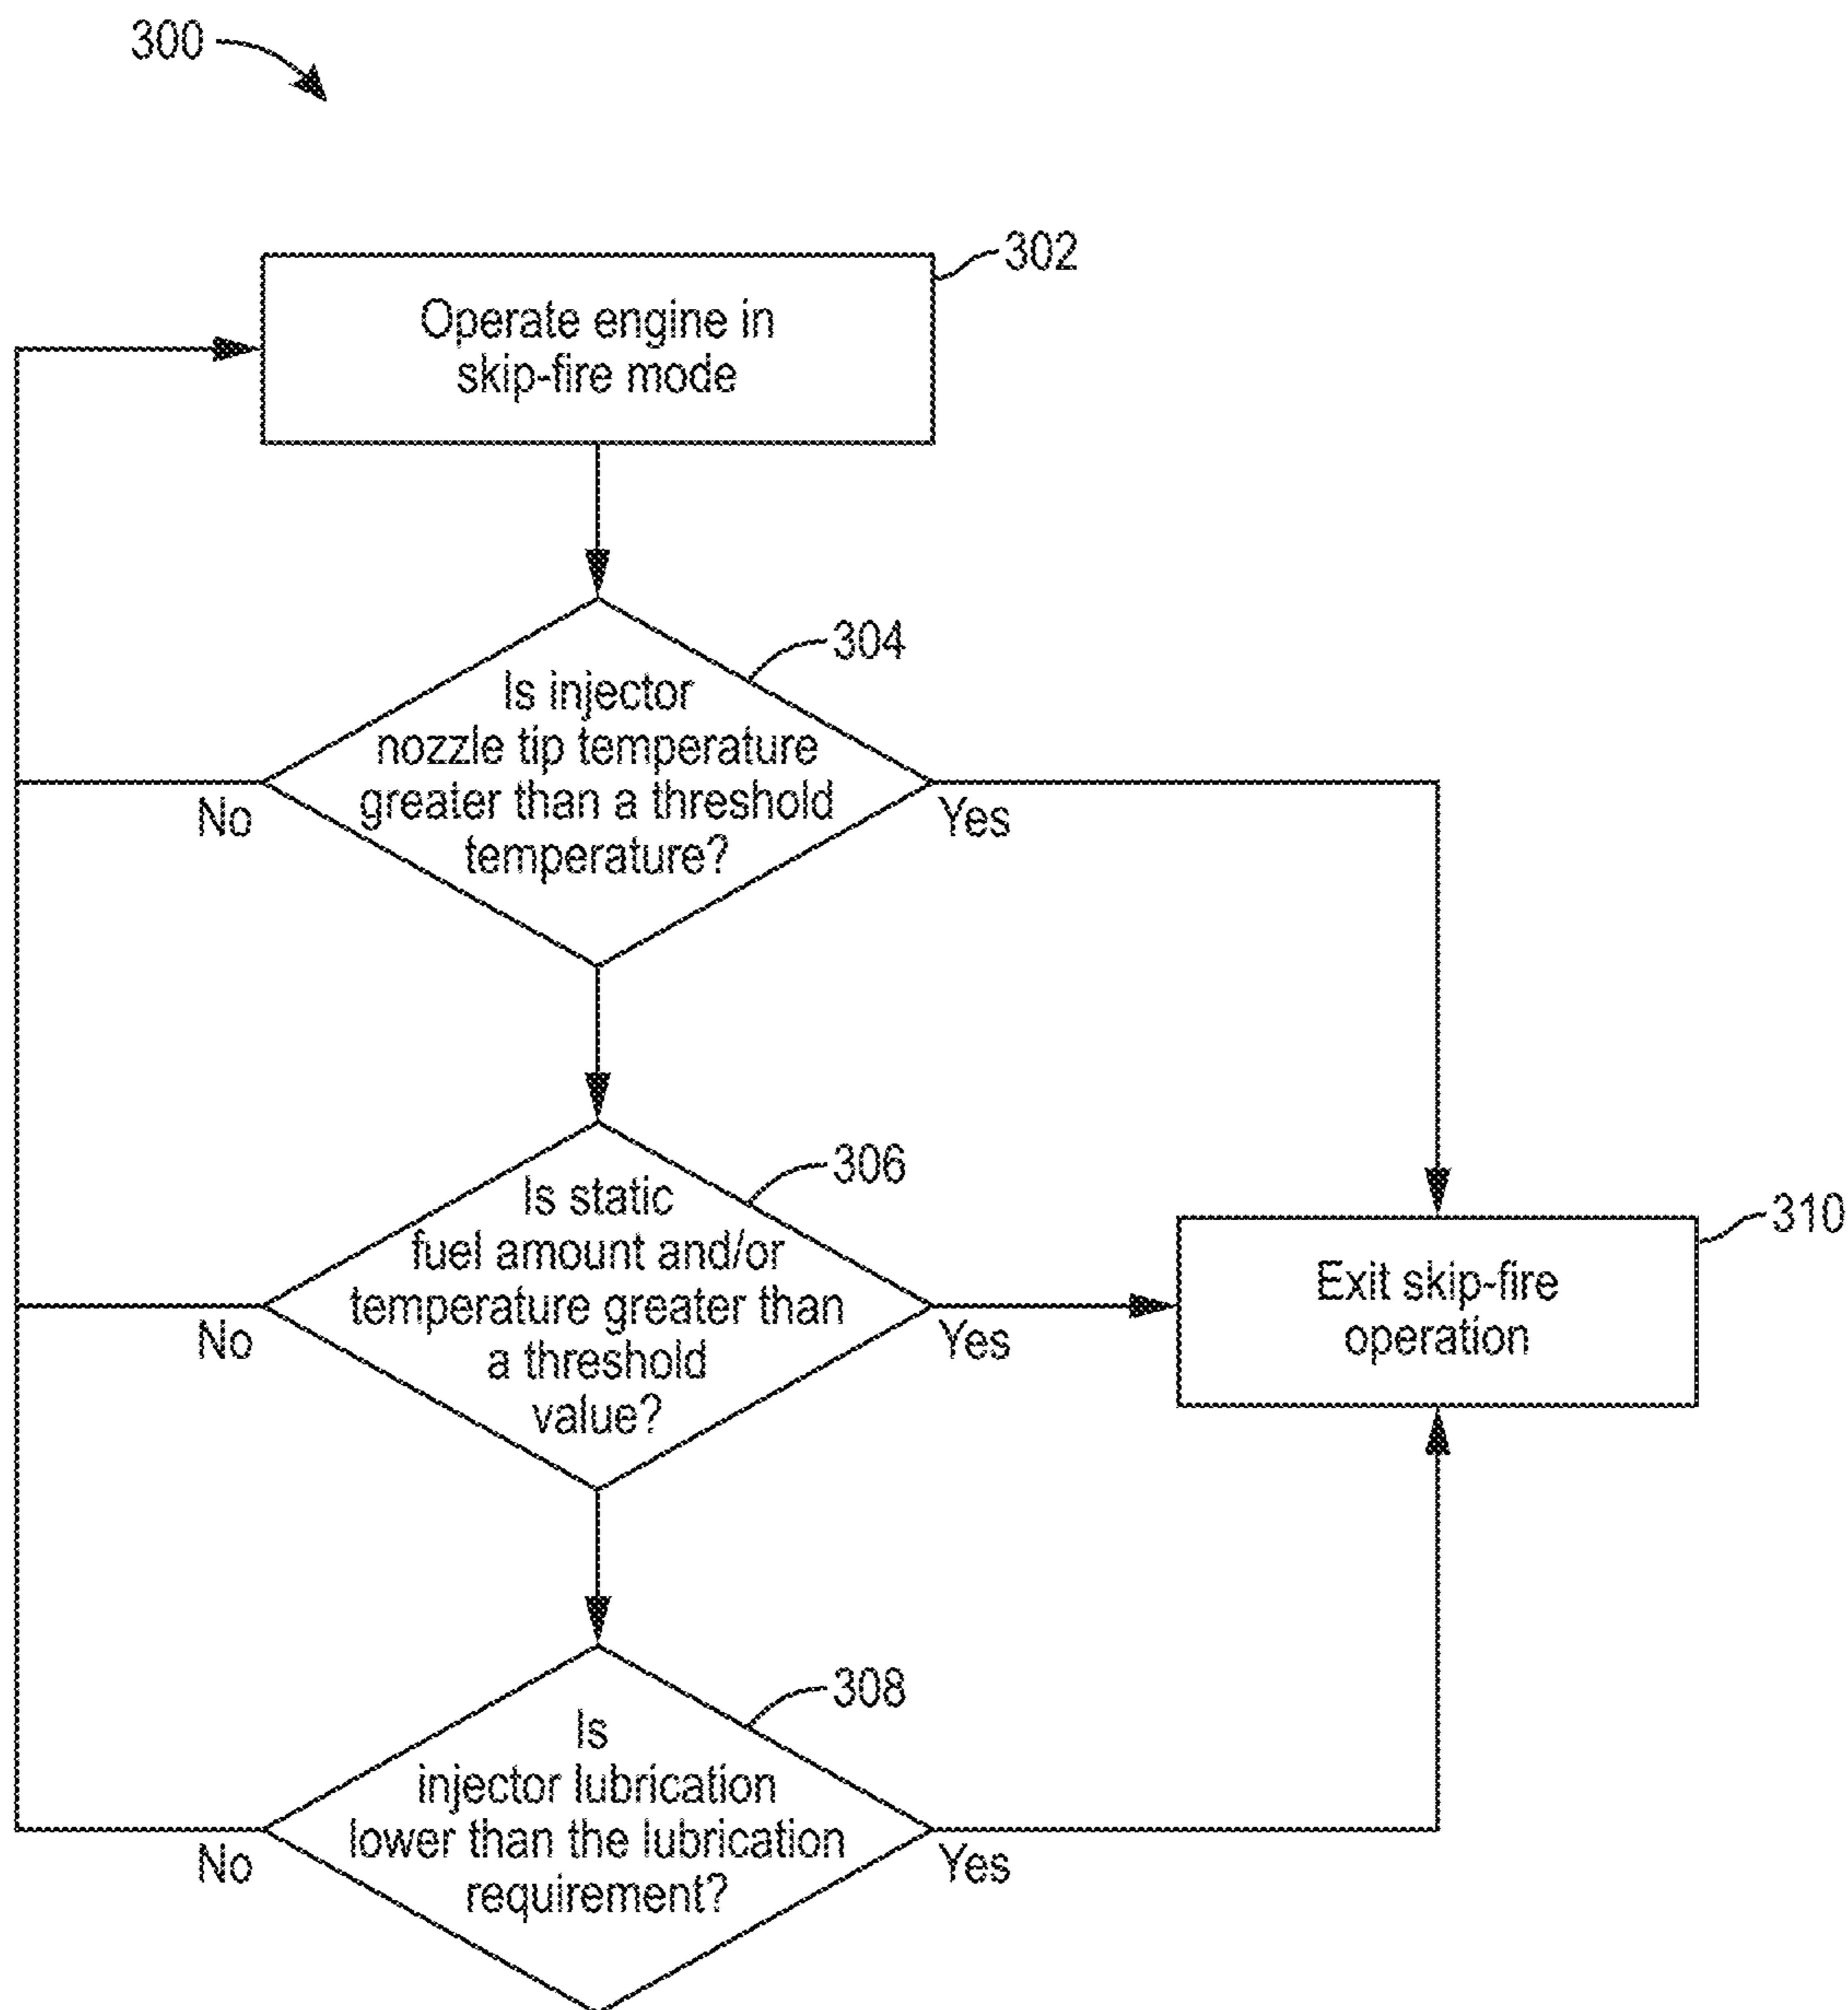 300
302
Operate engine in
skip-fire mode
304
Is injector
nozzle tip temperature
greater than a threshold
temperature?
No
Yes
306
Is static
fuel amount and/or
temperature greater than
a threshold
value?
No
Yes
310
Exit skip-fire
operation
308
Is
injector lubrication
lower than the lubrication
requirement?
No
Yes